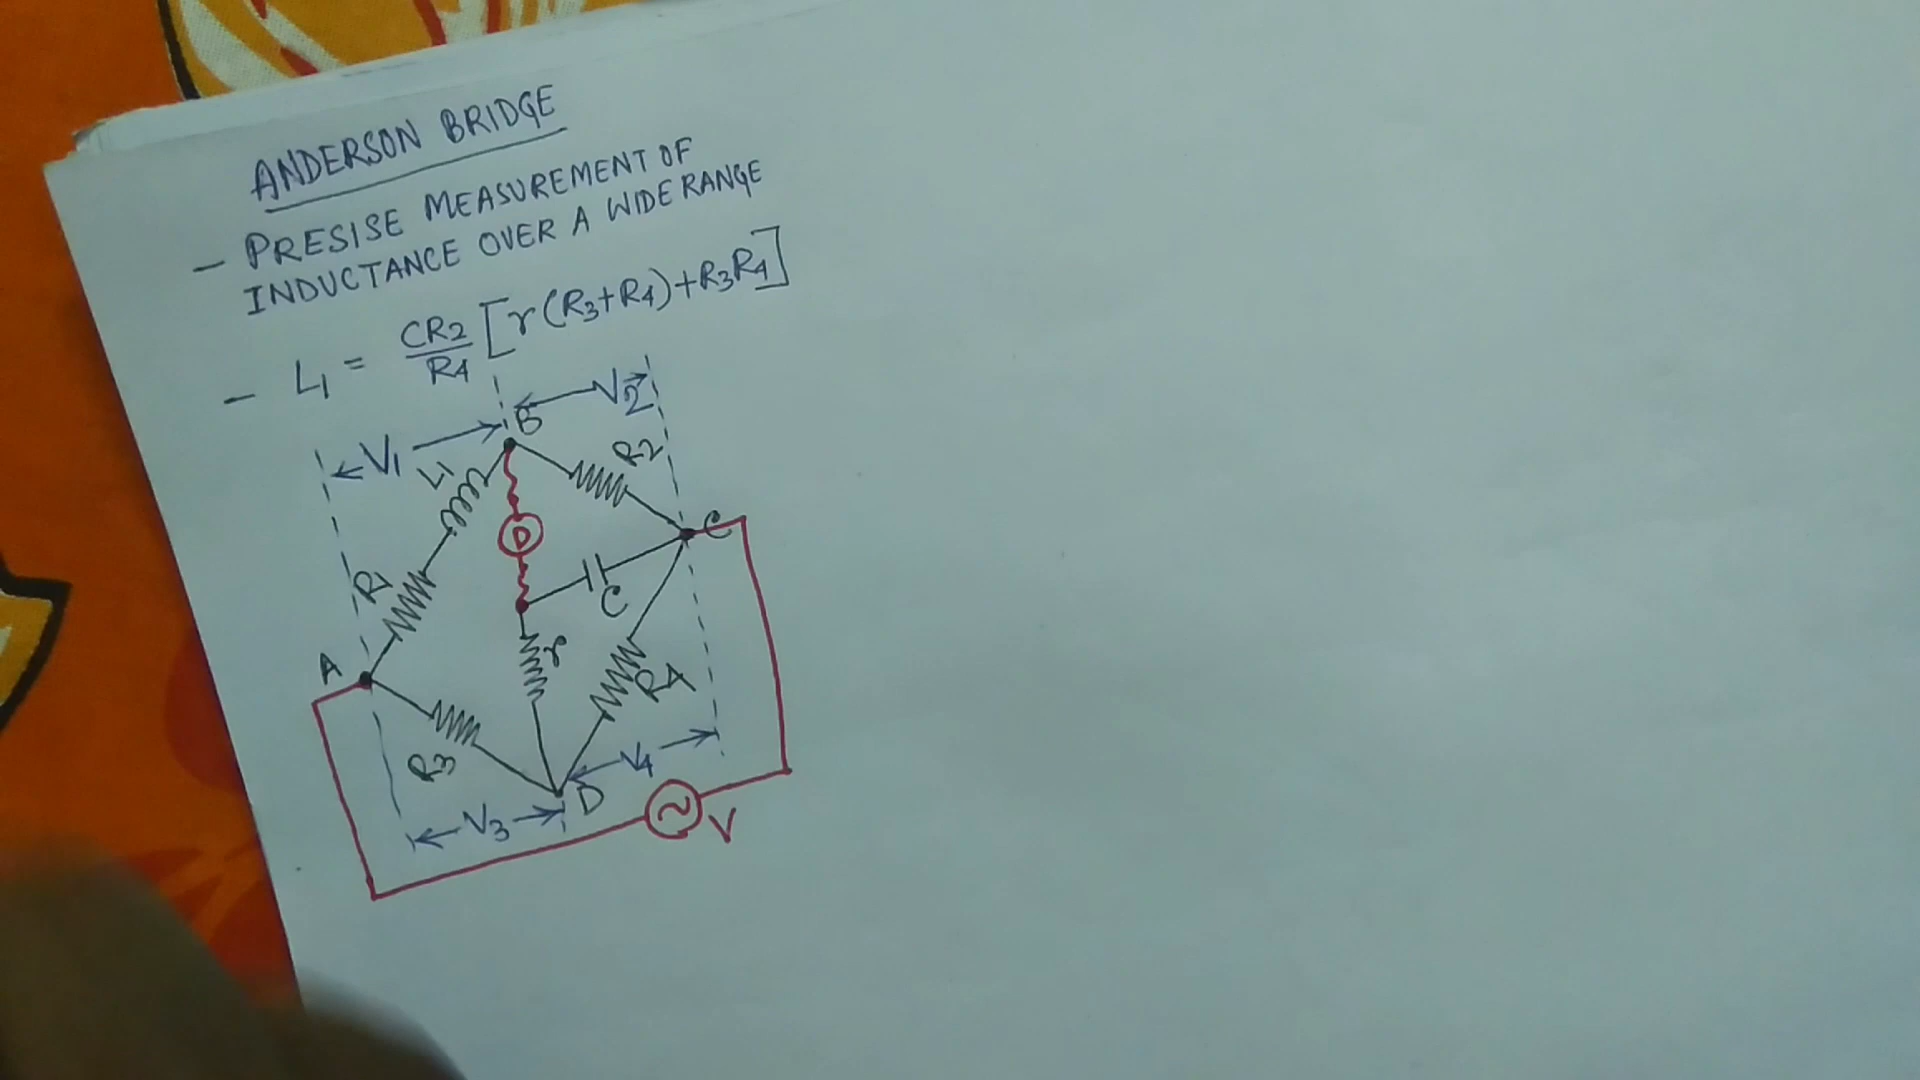 ANDERSON BRIDGE
- PRESISE MEASUREMENT OF
INDUCTANCE OVER A WIDE RANGE
- L1 = CR2/R4 [r(R3+R4)+R3R4]
V2
V1
B
L1
R2
D
C
R1
C
A
r
R4
R3
V4
D
V3
V